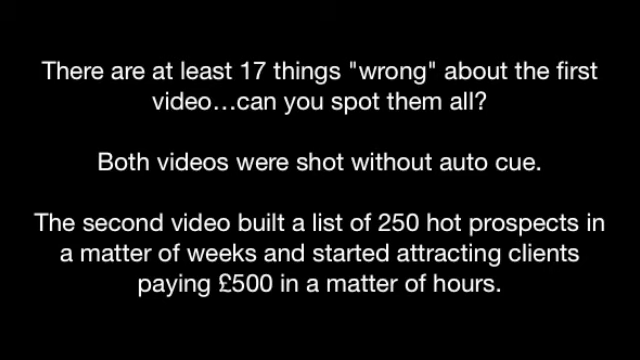 There are at least 17 things "wrong" about the first
video…can you spot them all?
Both videos were shot without auto cue.
The second video built a list of 250 hot prospects in
a matter of weeks and started attracting clients
paying £500 in a matter of hours.